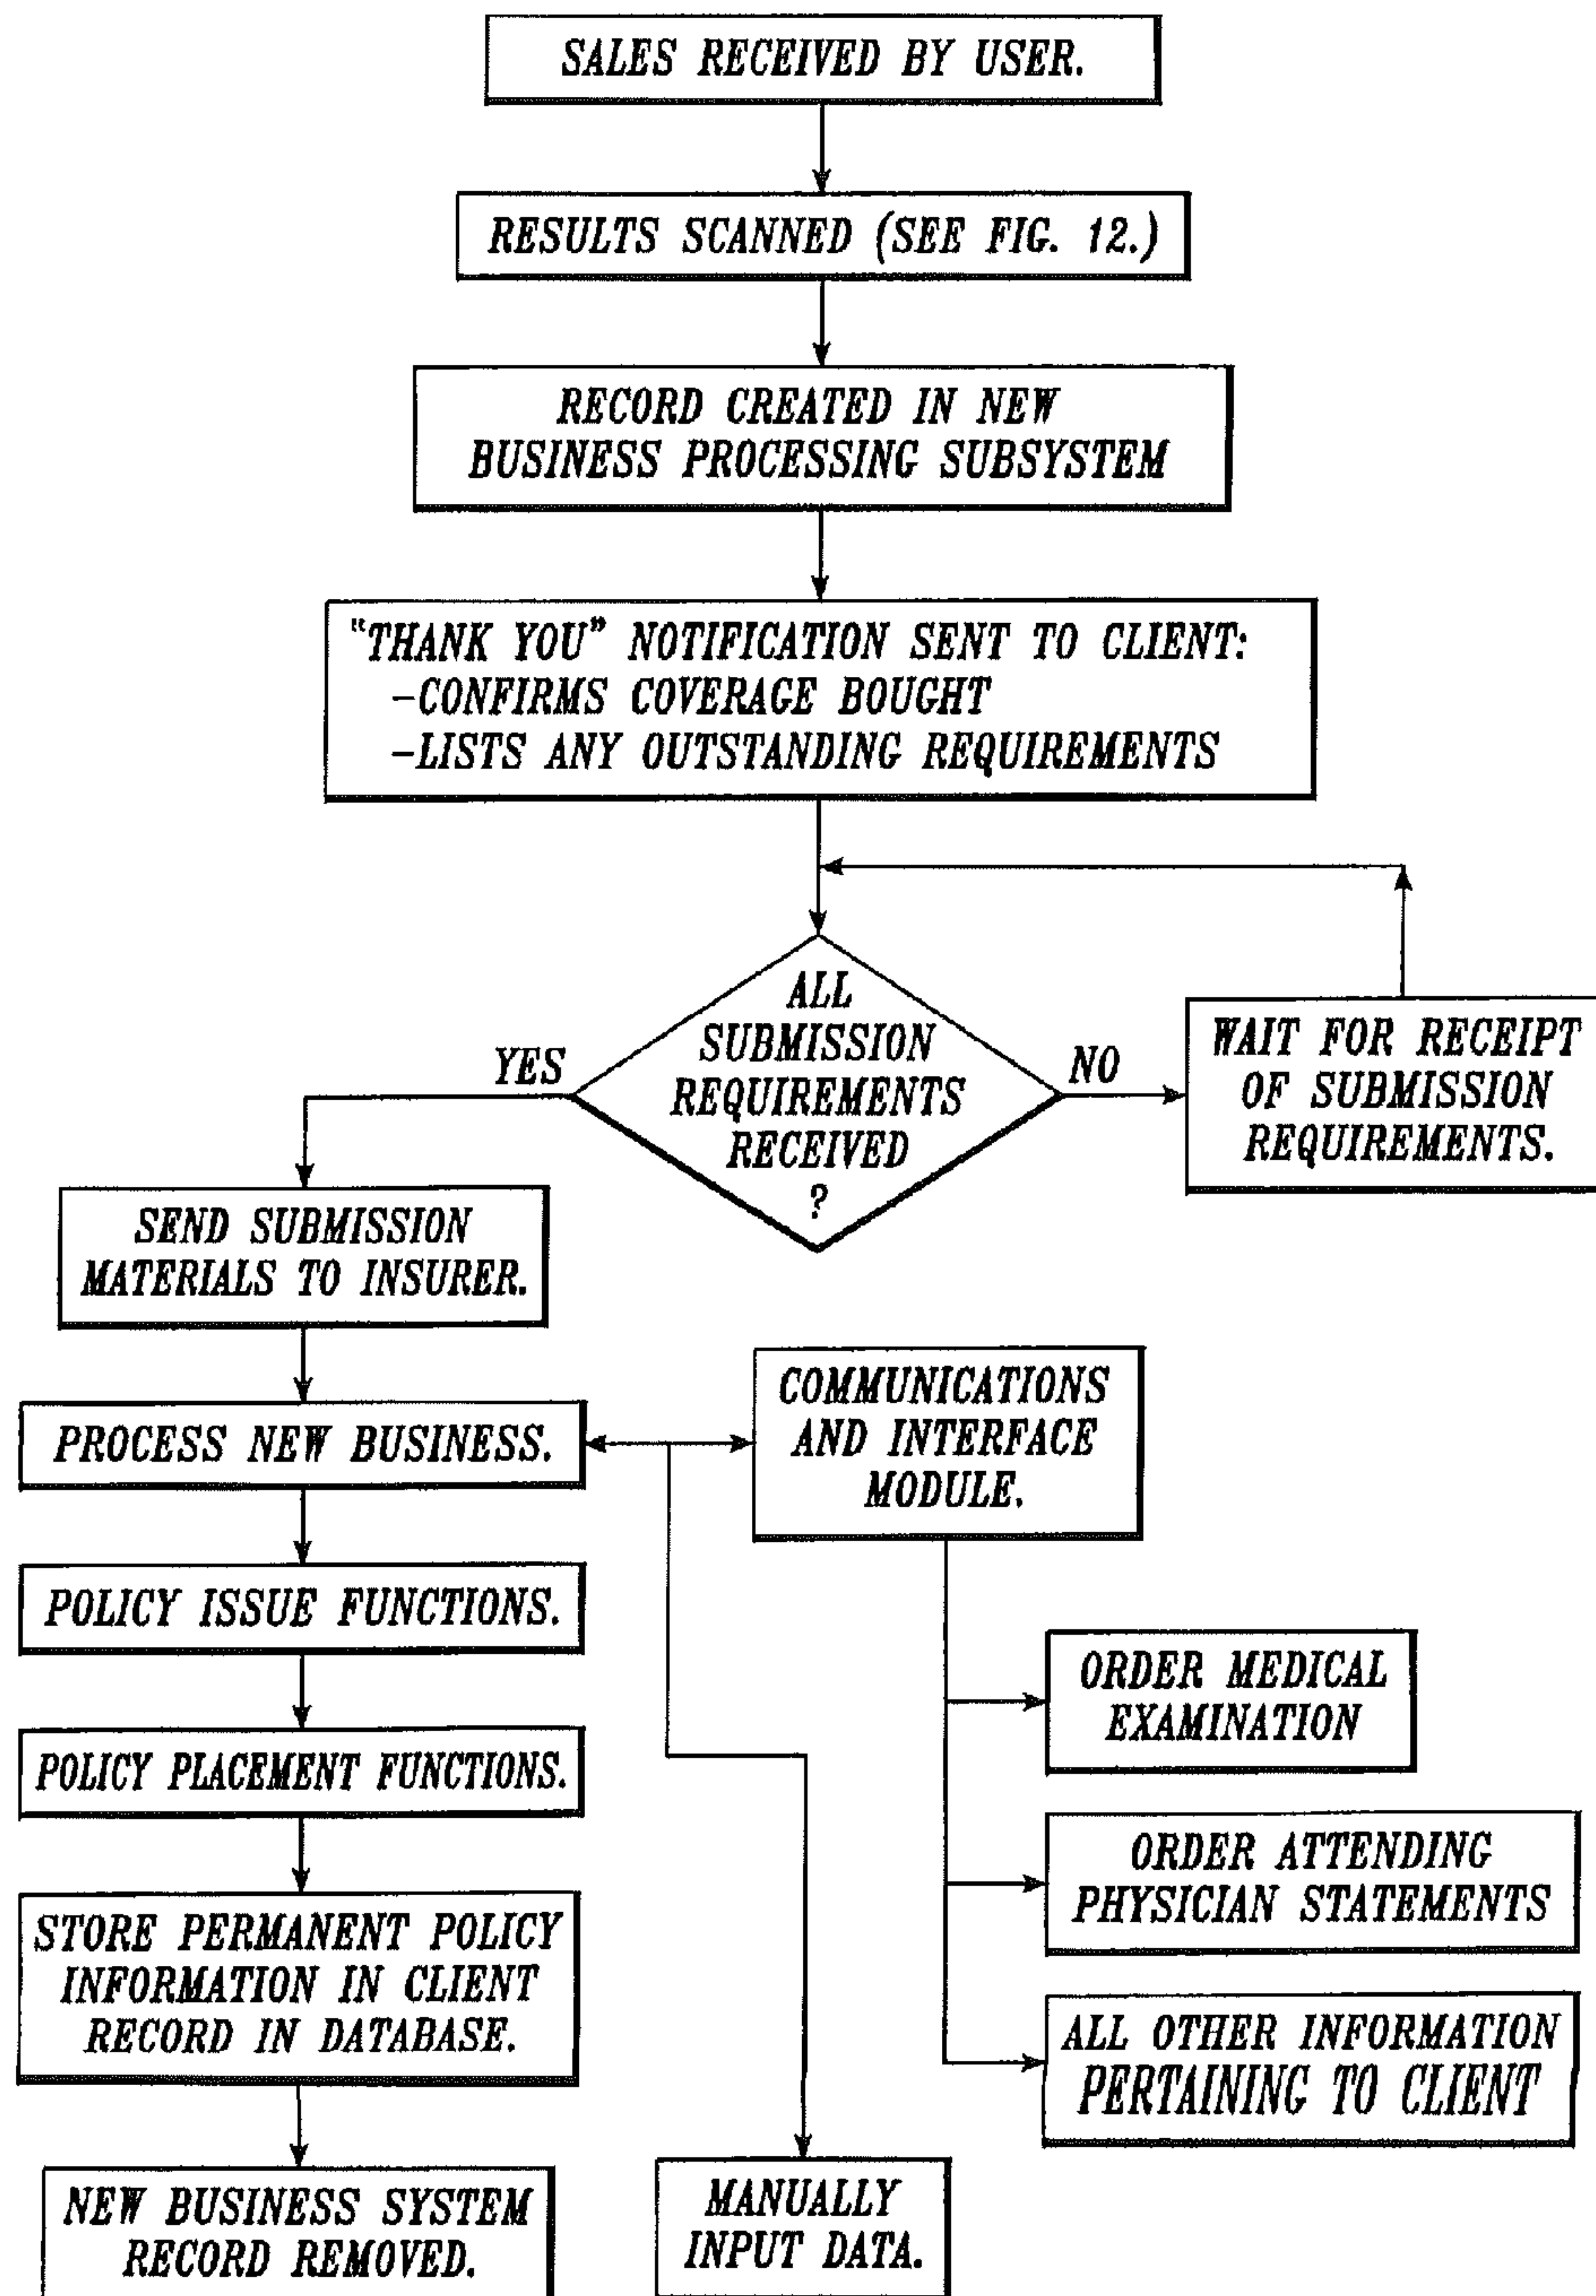 SALES RECEIVED BY USER.
RESULTS SCANNED (SEE FIG. 12.)
RECORD CREATED IN NEW
BUSINESS PROCESSING SUBSYSTEM
"THANK YOU" NOTIFICATION SENT TO CLIENT:
-CONFIRMS COVERAGE BOUGHT
-LISTS ANY OUTSTANDING REQUIREMENTS
ALL
SUBMISSION
REQUIREMENTS
RECEIVED
?
YES
NO
WAIT FOR RECEIPT
OF SUBMISSION
REQUIREMENTS.
SEND SUBMISSION
MATERIALS TO INSURER.
PROCESS NEW BUSINESS.
COMMUNICATIONS
AND INTERFACE
MODULE.
POLICY ISSUE FUNCTIONS.
ORDER MEDICAL
EXAMINATION
POLICY PLACEMENT FUNCTIONS.
ORDER ATTENDING
PHYSICIAN STATEMENTS
STORE PERMANENT POLICY
INFORMATION IN CLIENT
RECORD IN DATABASE.
ALL OTHER INFORMATION
PERTAINING TO CLIENT
NEW BUSINESS SYSTEM
RECORD REMOVED.
MANUALLY
INPUT DATA.